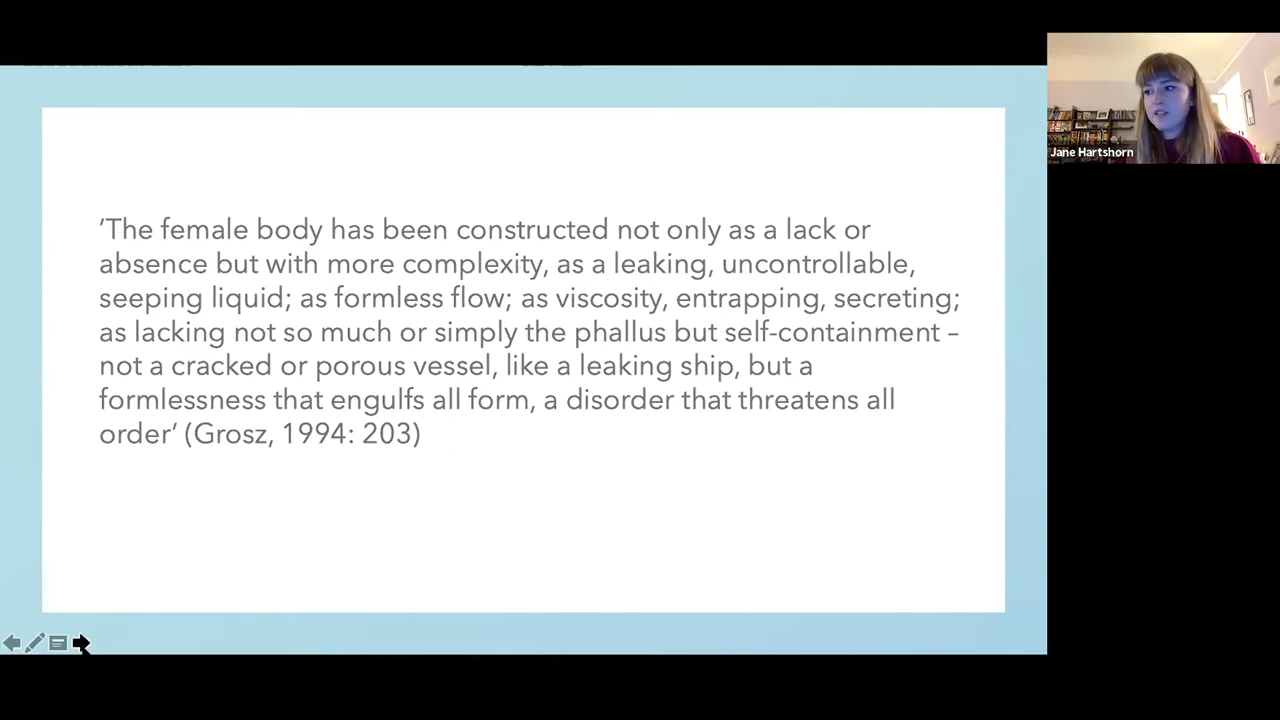 ‘The female body has been constructed not only as a lack or
absence but with more complexity, as a leaking, uncontrollable,
seeping liquid; as formless flow; as viscosity, entrapping, secreting;
as lacking not so much or simply the phallus but self-containment –
not a cracked or porous vessel, like a leaking ship, but a
formlessness that engulfs all form, a disorder that threatens all
order‘ (Grosz, 1994: 203)
Jane Hartshorn